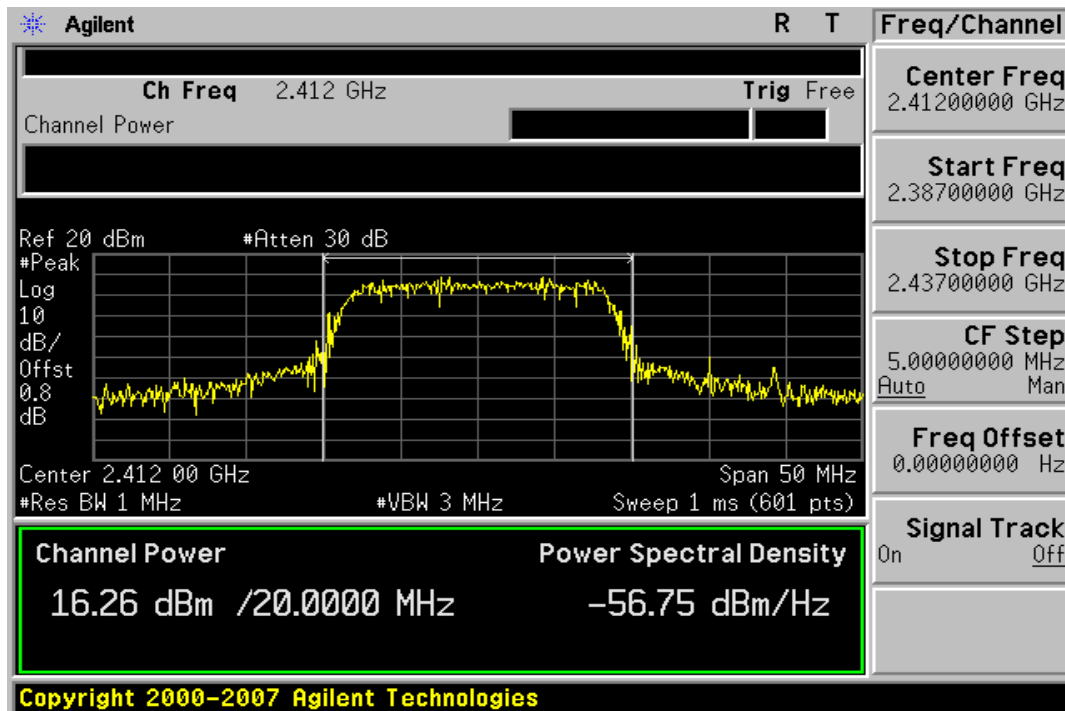 Agilent R T
Freq/Channel
Ch Freq 2.412 GHz Trig Free
Channel Power
Ref 20 dBm #Atten 30 dB
#Peak
Log
10
dB/
Offst
0.8
dB
Center 2.412 00 GHz Span 50 MHz
#Res BW 1 MHz #VBW 3 MHz Sweep 1 ms (601 pts)
Channel Power Power Spectral Density
16.26 dBm /20.0000 MHz -56.75 dBm/Hz
Copyright 2000-2007 Agilent Technologies
Center Freq
2.41200000 GHz
Start Freq
2.38700000 GHz
Stop Freq
2.43700000 GHz
CF Step
5.00000000 MHz
Auto Man
Freq Offset
0.00000000 Hz
Signal Track
On Off